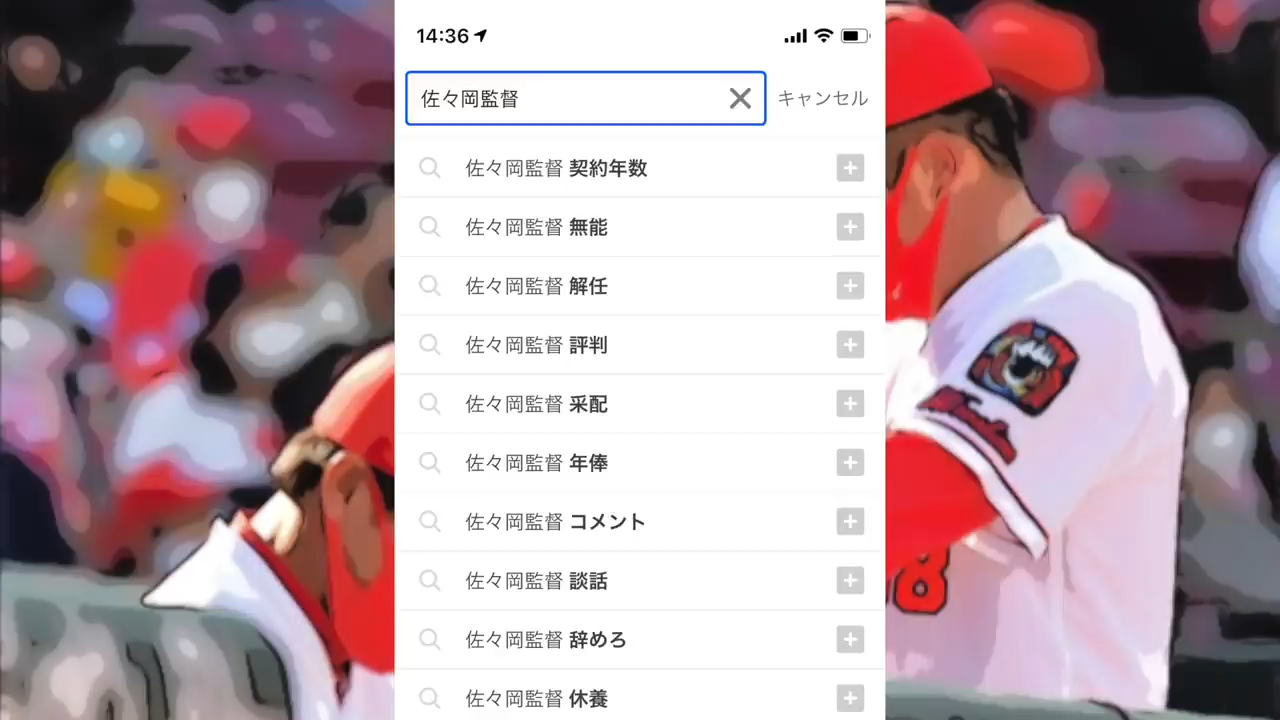 14:36
佐々岡監督
キャンセル
佐々岡監督 契約年数
佐々岡監督 無能
佐々岡監督 解任
佐々岡監督 評判
佐々岡監督 采配
佐々岡監督 年俸
佐々岡監督 コメント
佐々岡監督 談話
佐々岡監督 辞めろ
佐々岡監督 休養
8